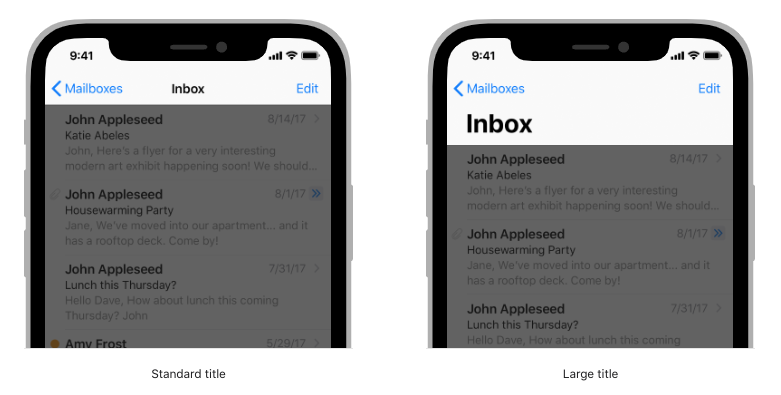 9:41
Mailboxes Inbox Edit
John Appleseed 8/14/17
Katie Abeles
John, Here's a flyer for a very interesting
modern art exhibit happening soon! We should...
John Appleseed 8/1/17
Housewarming Party
Jane, We've moved into our apartment... and it
has a rooftop deck. Come by!
John Appleseed 7/31/17
Lunch this Thursday?
Hello Dave, How about lunch this coming
Thursday? John
Amy Frost 5/29/17
Standard title
9:41
Mailboxes Edit
Inbox
John Appleseed 8/14/17
Katie Abeles
John, Here's a flyer for a very interesting
modern art exhibit happening soon! We should...
John Appleseed 8/1/17
Housewarming Party
Jane, We've moved into our apartment... and it
has a rooftop deck. Come by!
John Appleseed 7/31/17
Lunch this Thursday?
Hello Dave, How about lunch this coming
Large title